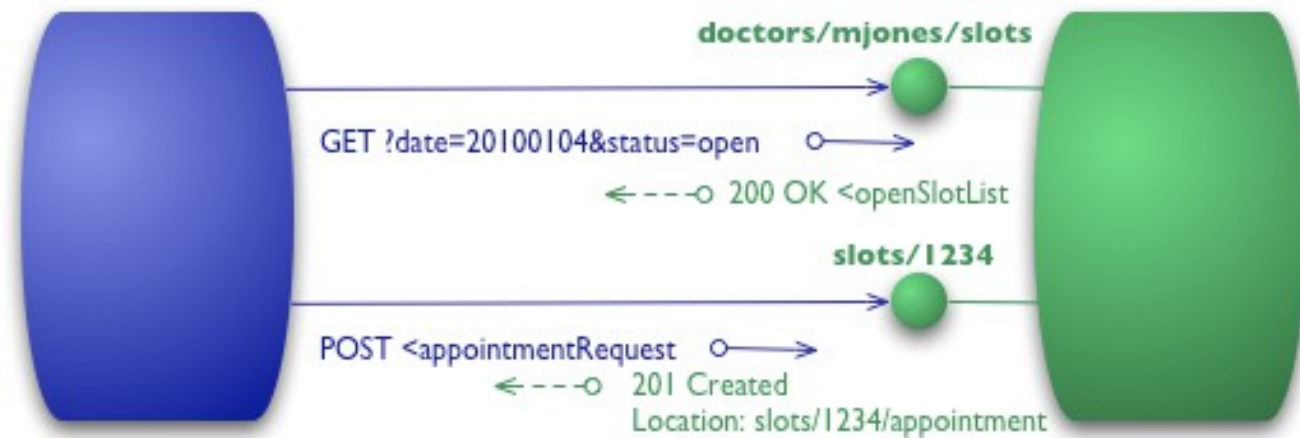 doctors/mjones/slots
GET ?date=20100104&status=open
200 OK <openSlotList
slots/1234
POST <appointmentRequest
201 Created
Location: slots/1234/appointment